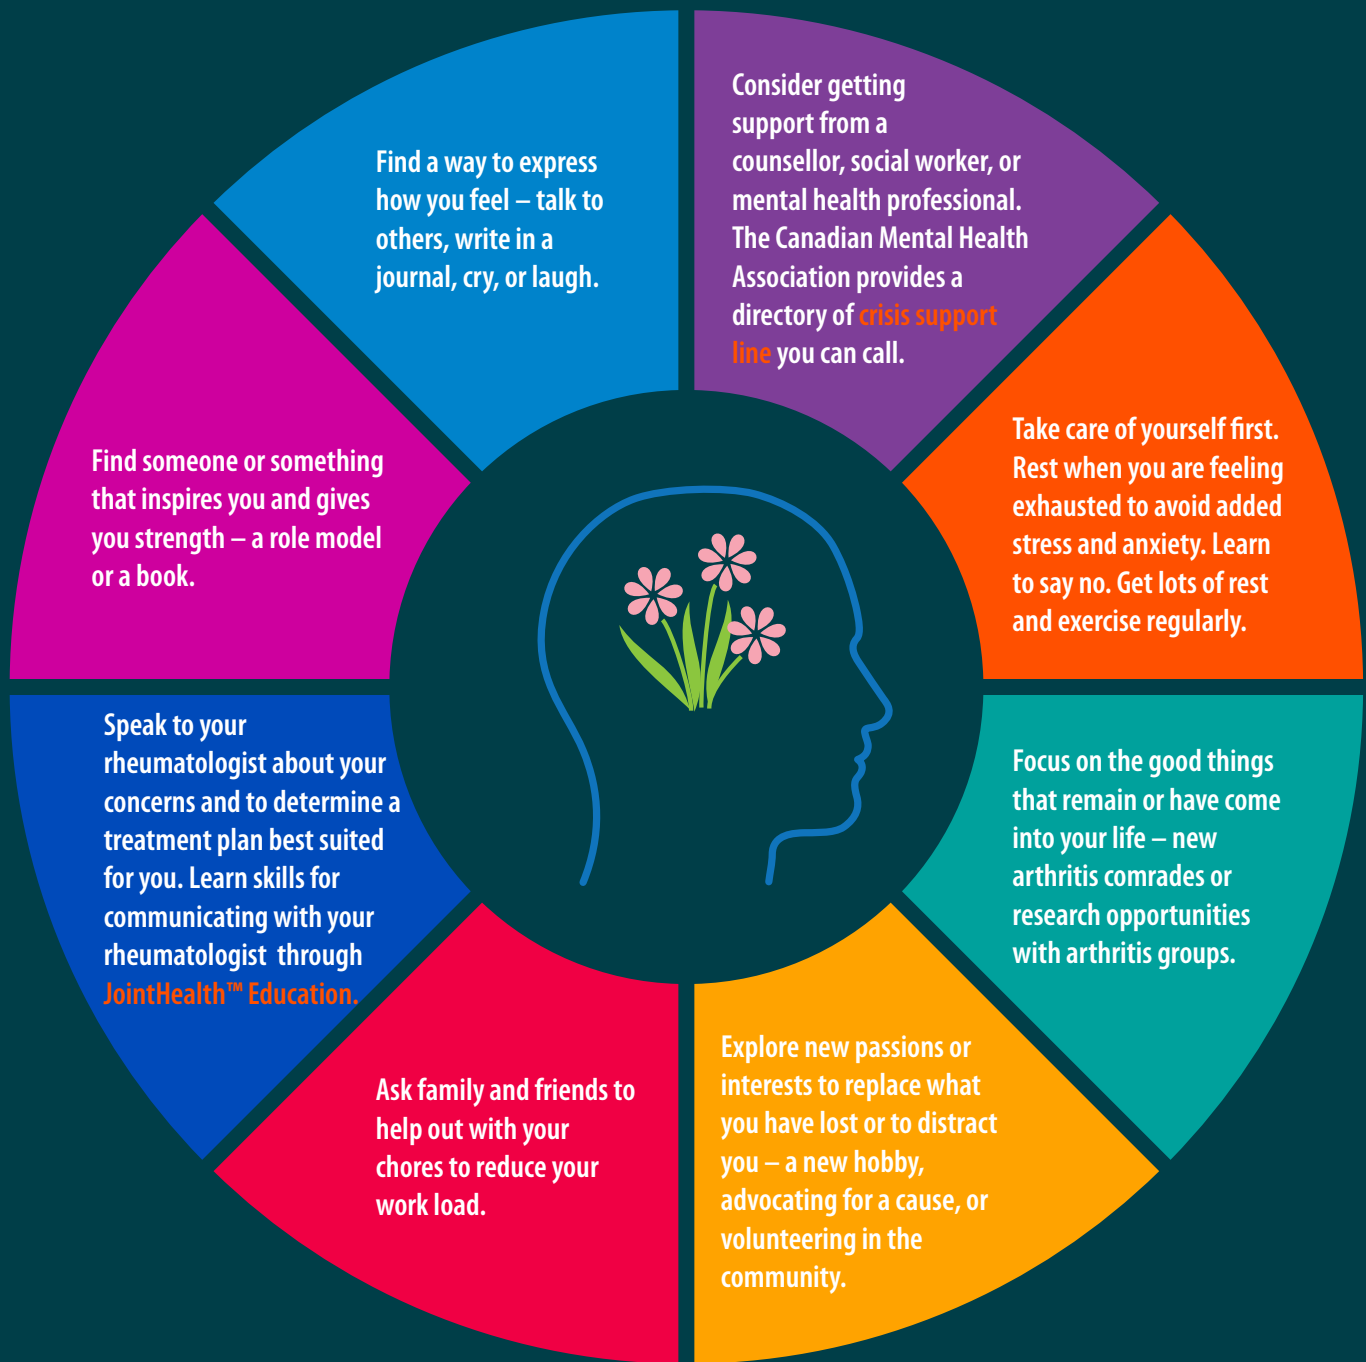 Find a way to express
how you feel – talk to
others, write in a
journal, cry, or laugh.
Consider getting
support from a
counsellor, social worker, or
mental health professional.
The Canadian Mental Health
Association provides a
directory of crisis support
line you can call.
Take care of yourself first.
Rest when you are feeling
exhausted to avoid added
stress and anxiety. Learn
to say no. Get lots of rest
and exercise regularly.
Focus on the good things
that remain or have come
into your life – new
arthritis comrades or
research opportunities
with arthritis groups.
Explore new passions or
interests to replace what
you have lost or to distract
you – a new hobby,
advocating for a cause, or
volunteering in the
community.
Ask family and friends to
help out with your
chores to reduce your
work load.
Speak to your
rheumatologist about your
concerns and to determine a
treatment plan best suited
for you. Learn skills for
communicating with your
rheumatologist through
JointHealth™ Education.
Find someone or something
that inspires you and gives
you strength – a role model
or a book.